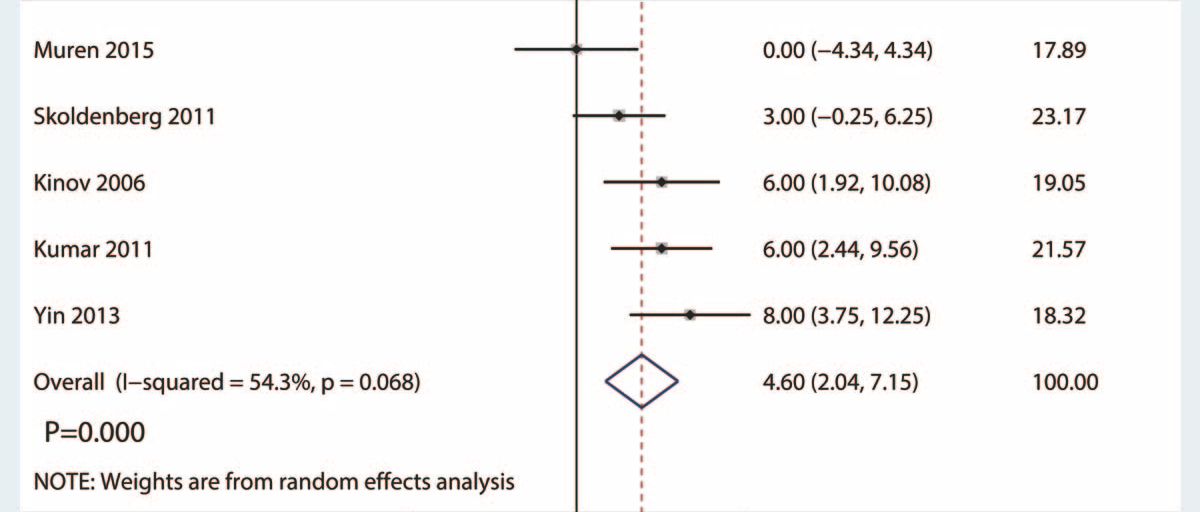 Muren 2015 0.00 (−4.34, 4.34) 17.89
Skoldenberg 2011 3.00 (−0.25, 6.25) 23.17
Kinov 2006 6.00 (1.92, 10.08) 19.05
Kumar 2011 6.00 (2.44, 9.56) 21.57
Yin 2013 8.00 (3.75, 12.25) 18.32
Overall (I−squared = 54.3%, p = 0.068) 4.60 (2.04, 7.15) 100.00
P=0.000
NOTE: Weights are from random effects analysis